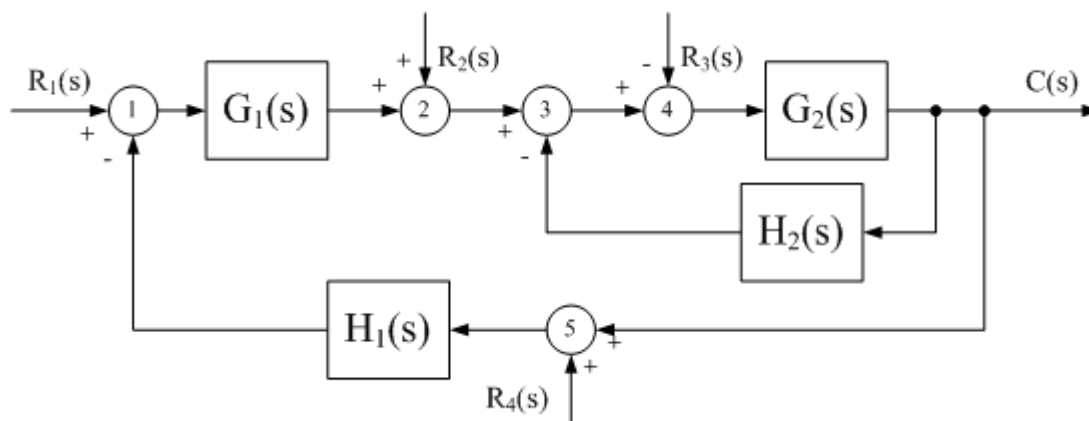 R₂(s)
R₃(s)
R₁(s)
C(s)
+
-
+
+
1
G₁(s)
2
3
4
G₂(s)
+
+
-
-
H₂(s)
H₁(s)
5
+
+
R₄(s)